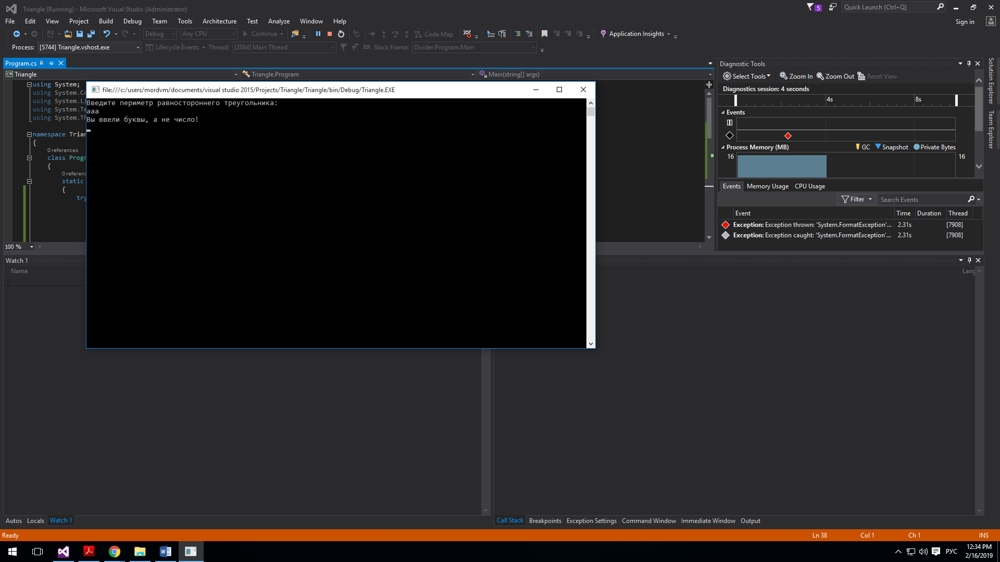 Triangle (Running) - Microsoft Visual Studio (Administrator)
5
Quick Launch (Ctrl+Q)
File Edit View Project Build Debug Team Tools Architecture Test Analyze Window Help
Sign in
Debug Any CPU Continue Code Map Application Insights
Process: [5744] Triangle.vshost.exe Lifecycle Events Thread: [2864] Main Thread Stack Frame: Divider.Program.Main
Program.cs
Triangle Triangle.Program Main(string[] args)
using System;
using System.Co
using System.Li
using System.Te
using System.Th
namespace Trian
{
0 references
class Progr
{
0 referenc
static
{
try
100 %
file:///c:/users/mordvm/documents/visual studio 2015/Projects/Triangle/Triangle/bin/Debug/Triangle.EXE
Введите периметр равностороннего треугольника:
ааа
Вы ввели буквы, а не число!
Diagnostic Tools
Select Tools Zoom In Zoom Out Reset View
Diagnostics session: 4 seconds
4s 8s
Events
Process Memory (MB) GC Snapshot Private Bytes
16 16
Events Memory Usage CPU Usage
Filter Search Events
Event Time Duration Thread
Exception: Exception thrown: 'System.FormatException'... 2.31s [7908]
Exception: Exception caught: 'System.FormatException'... 2.31s [7908]
Solution Explorer
Team Explorer
Watch 1
Name
Lang
Autos Locals Watch 1
Call Stack Breakpoints Exception Settings Command Window Immediate Window Output
Ready Ln 38 Col 1 Ch 1 INS
РУС
12:34 PM
2/16/2019